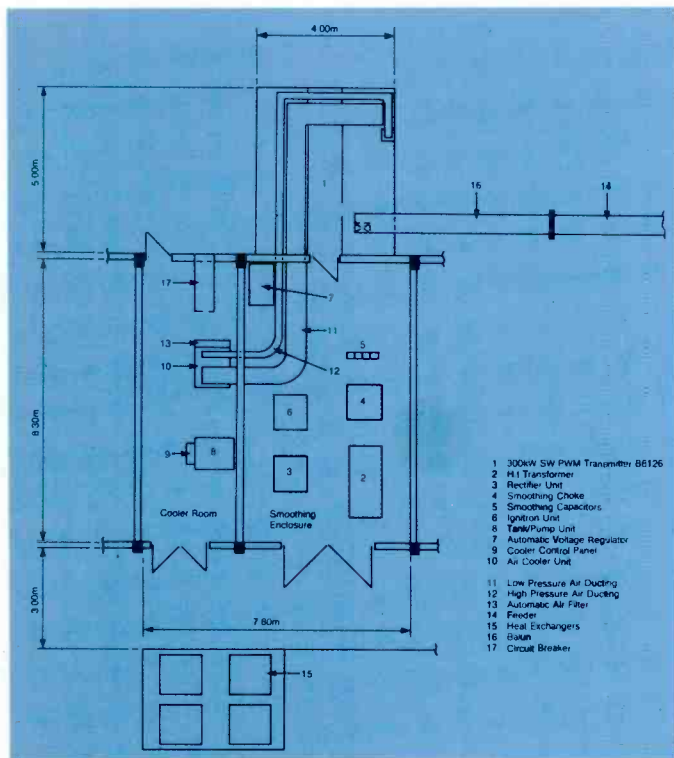 4·00m
5·00m
1
16
14
17
7
13
11
10
12
5
4
6
8·30m
9
8
3
2
Cooler Room
Smoothing
Enclosure
3·00m
7·80m
15
1 300kW SW PWM Transmitter B6126
2 H.t Transformer
3 Rectifier Unit
4 Smoothing Choke
5 Smoothing Capacitors
6 Ignitron Unit
8 Tank/Pump Unit
7 Automatic Voltage Regulator
9 Cooler Control Panel
10 Air Cooler Unit
11 Low Pressure Air Ducting
12 High Pressure Air Ducting
13 Automatic Air Filter
14 Feeder
15 Heat Exchangers
16 Balun
17 Circuit Breaker